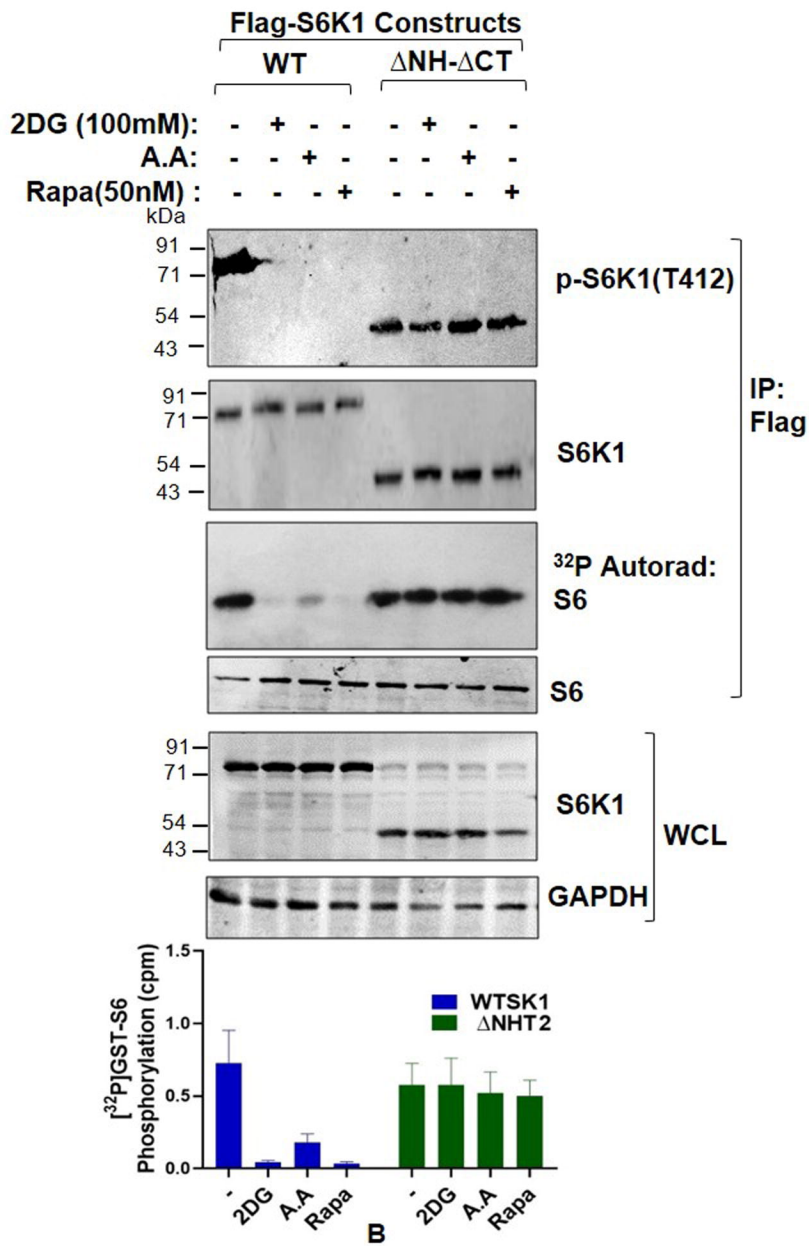 Flag-S6K1 Constructs
WT ΔNH-ΔCT
2DG (100mM): - + - - - + - -
A.A: - - + - - - + -
Rapa(50nM) : - - - + - - - +
kDa
91
71
54
43
p-S6K1(T412)
91
71
54
43
S6K1
32P Autorad:
S6
S6
IP:
Flag
91
71
54
43
S6K1
GAPDH
WCL
[32P]GST-S6
Phosphorylation (cpm)
1.5
1.0
0.5
0.0
WTSK1
ΔNHT2
- 2DG A.A Rapa - 2DG A.A Rapa
B